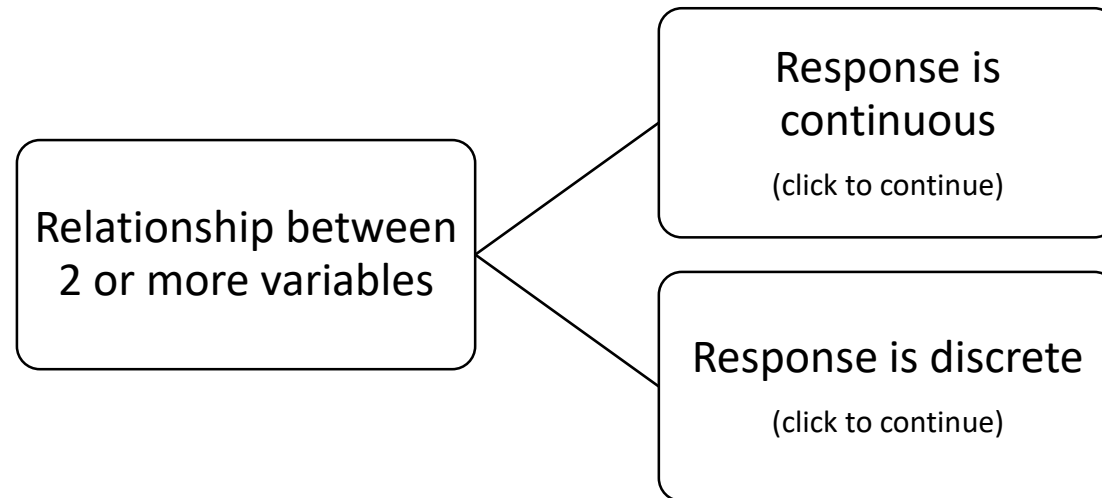 Relationship between
2 or more variables
Response is
continuous
(click to continue)
Response is discrete
(click to continue)